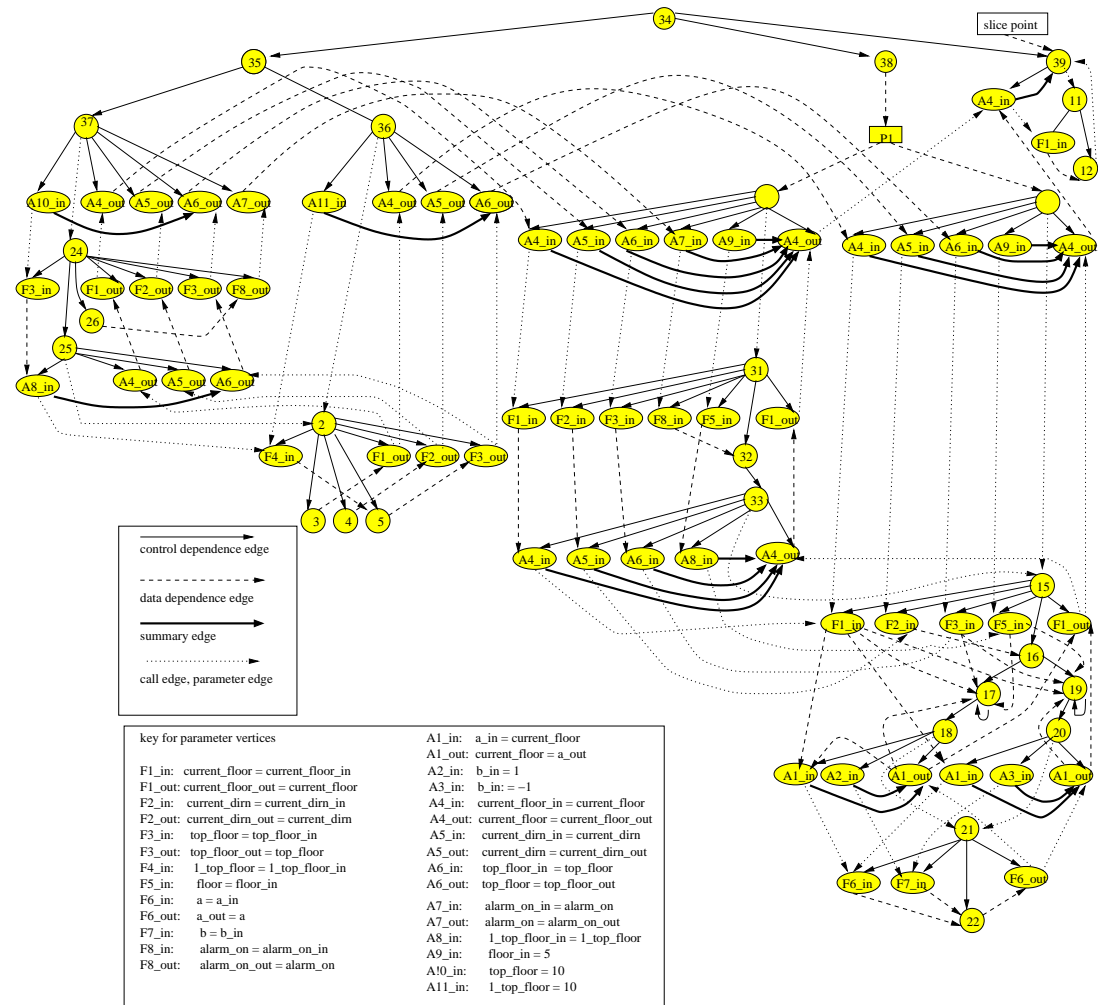 34
slice point
35
38
39
A4_in
11
37
36
P1
F1_in
12
A10_in
A4_out
A5_out
A6_out
A7_out
A11_in
A4_out
A5_out
A6_out
A4_in
A5_in
A6_in
A7_in
A9_in
A4_out
A4_in
A5_in
A6_in
A9_in
A4_out
24
F3_in
F1_out
F2_out
F3_out
F8_out
26
25
A8_in
A4_out
A5_out
A6_out
31
F1_in
F2_in
F3_in
F8_in
F5_in
F1_out
2
F4_in
F1_out
F2_out
F3_out
32
33
3
4
5
A4_in
A5_in
A6_in
A8_in
A4_out
control dependence edge
data dependence edge
summary edge
call edge, parameter edge
15
F1_in
F2_in
F3_in
F5_in
F1_out
16
17
19
18
20
A1_in
A2_in
A1_out
A1_in
A3_in
A1_out
21
F6_in
F7_in
F6_out
22
key for parameter vertices
F1_in: current_floor = current_floor_in
F1_out: current_floor_out = current_floor
F2_in: current_dirn = current_dirn_in
F2_out: current_dirn_out = current_dirn
F3_in: top_floor = top_floor_in
F3_out: top_floor_out = top_floor
F4_in: 1_top_floor = 1_top_floor_in
F5_in: floor = floor_in
F6_in: a = a_in
F6_out: a_out = a
F7_in: b = b_in
F8_in: alarm_on = alarm_on_in
F8_out: alarm_on_out = alarm_on
A1_in: a_in = current_floor
A1_out: current_floor = a_out
A2_in: b_in = 1
A3_in: b_in: = −1
A4_in: current_floor_in = current_floor
A4_out: current_floor = current_floor_out
A5_in: current_dirn_in = current_dirn
A5_out: current_dirn = current_dirn_out
A6_in: top_floor_in = top_floor
A6_out: top_floor = top_floor_out
A7_in: alarm_on_in = alarm_on
A7_out: alarm_on = alarm_on_out
A8_in: 1_top_floor_in = 1_top_floor
A9_in: floor_in = 5
A!0_in: top_floor = 10
A11_in: 1_top_floor = 10